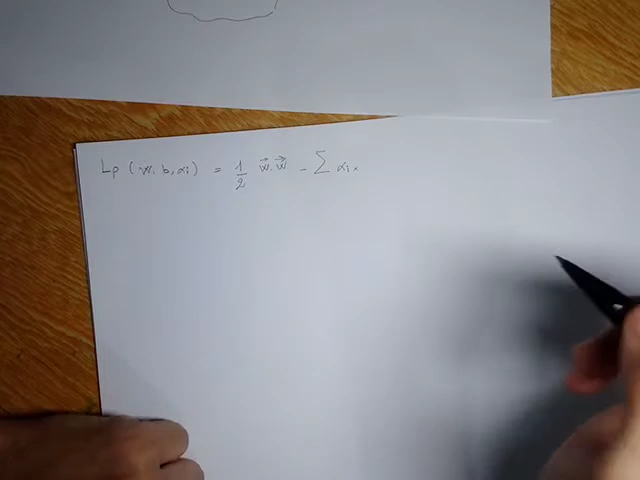 Lp (w, b, αi) = 1/2 w⃗.w⃗ - Σ αi ×